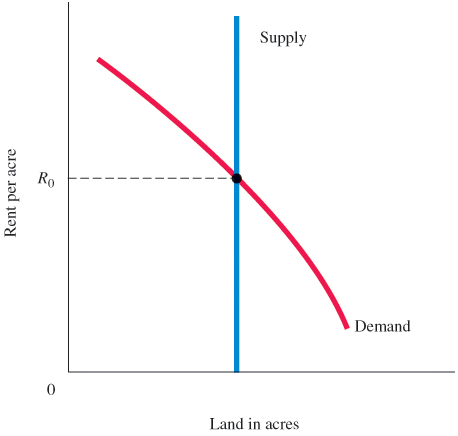 Supply
Rent per acre
R0
Demand
0
Land in acres